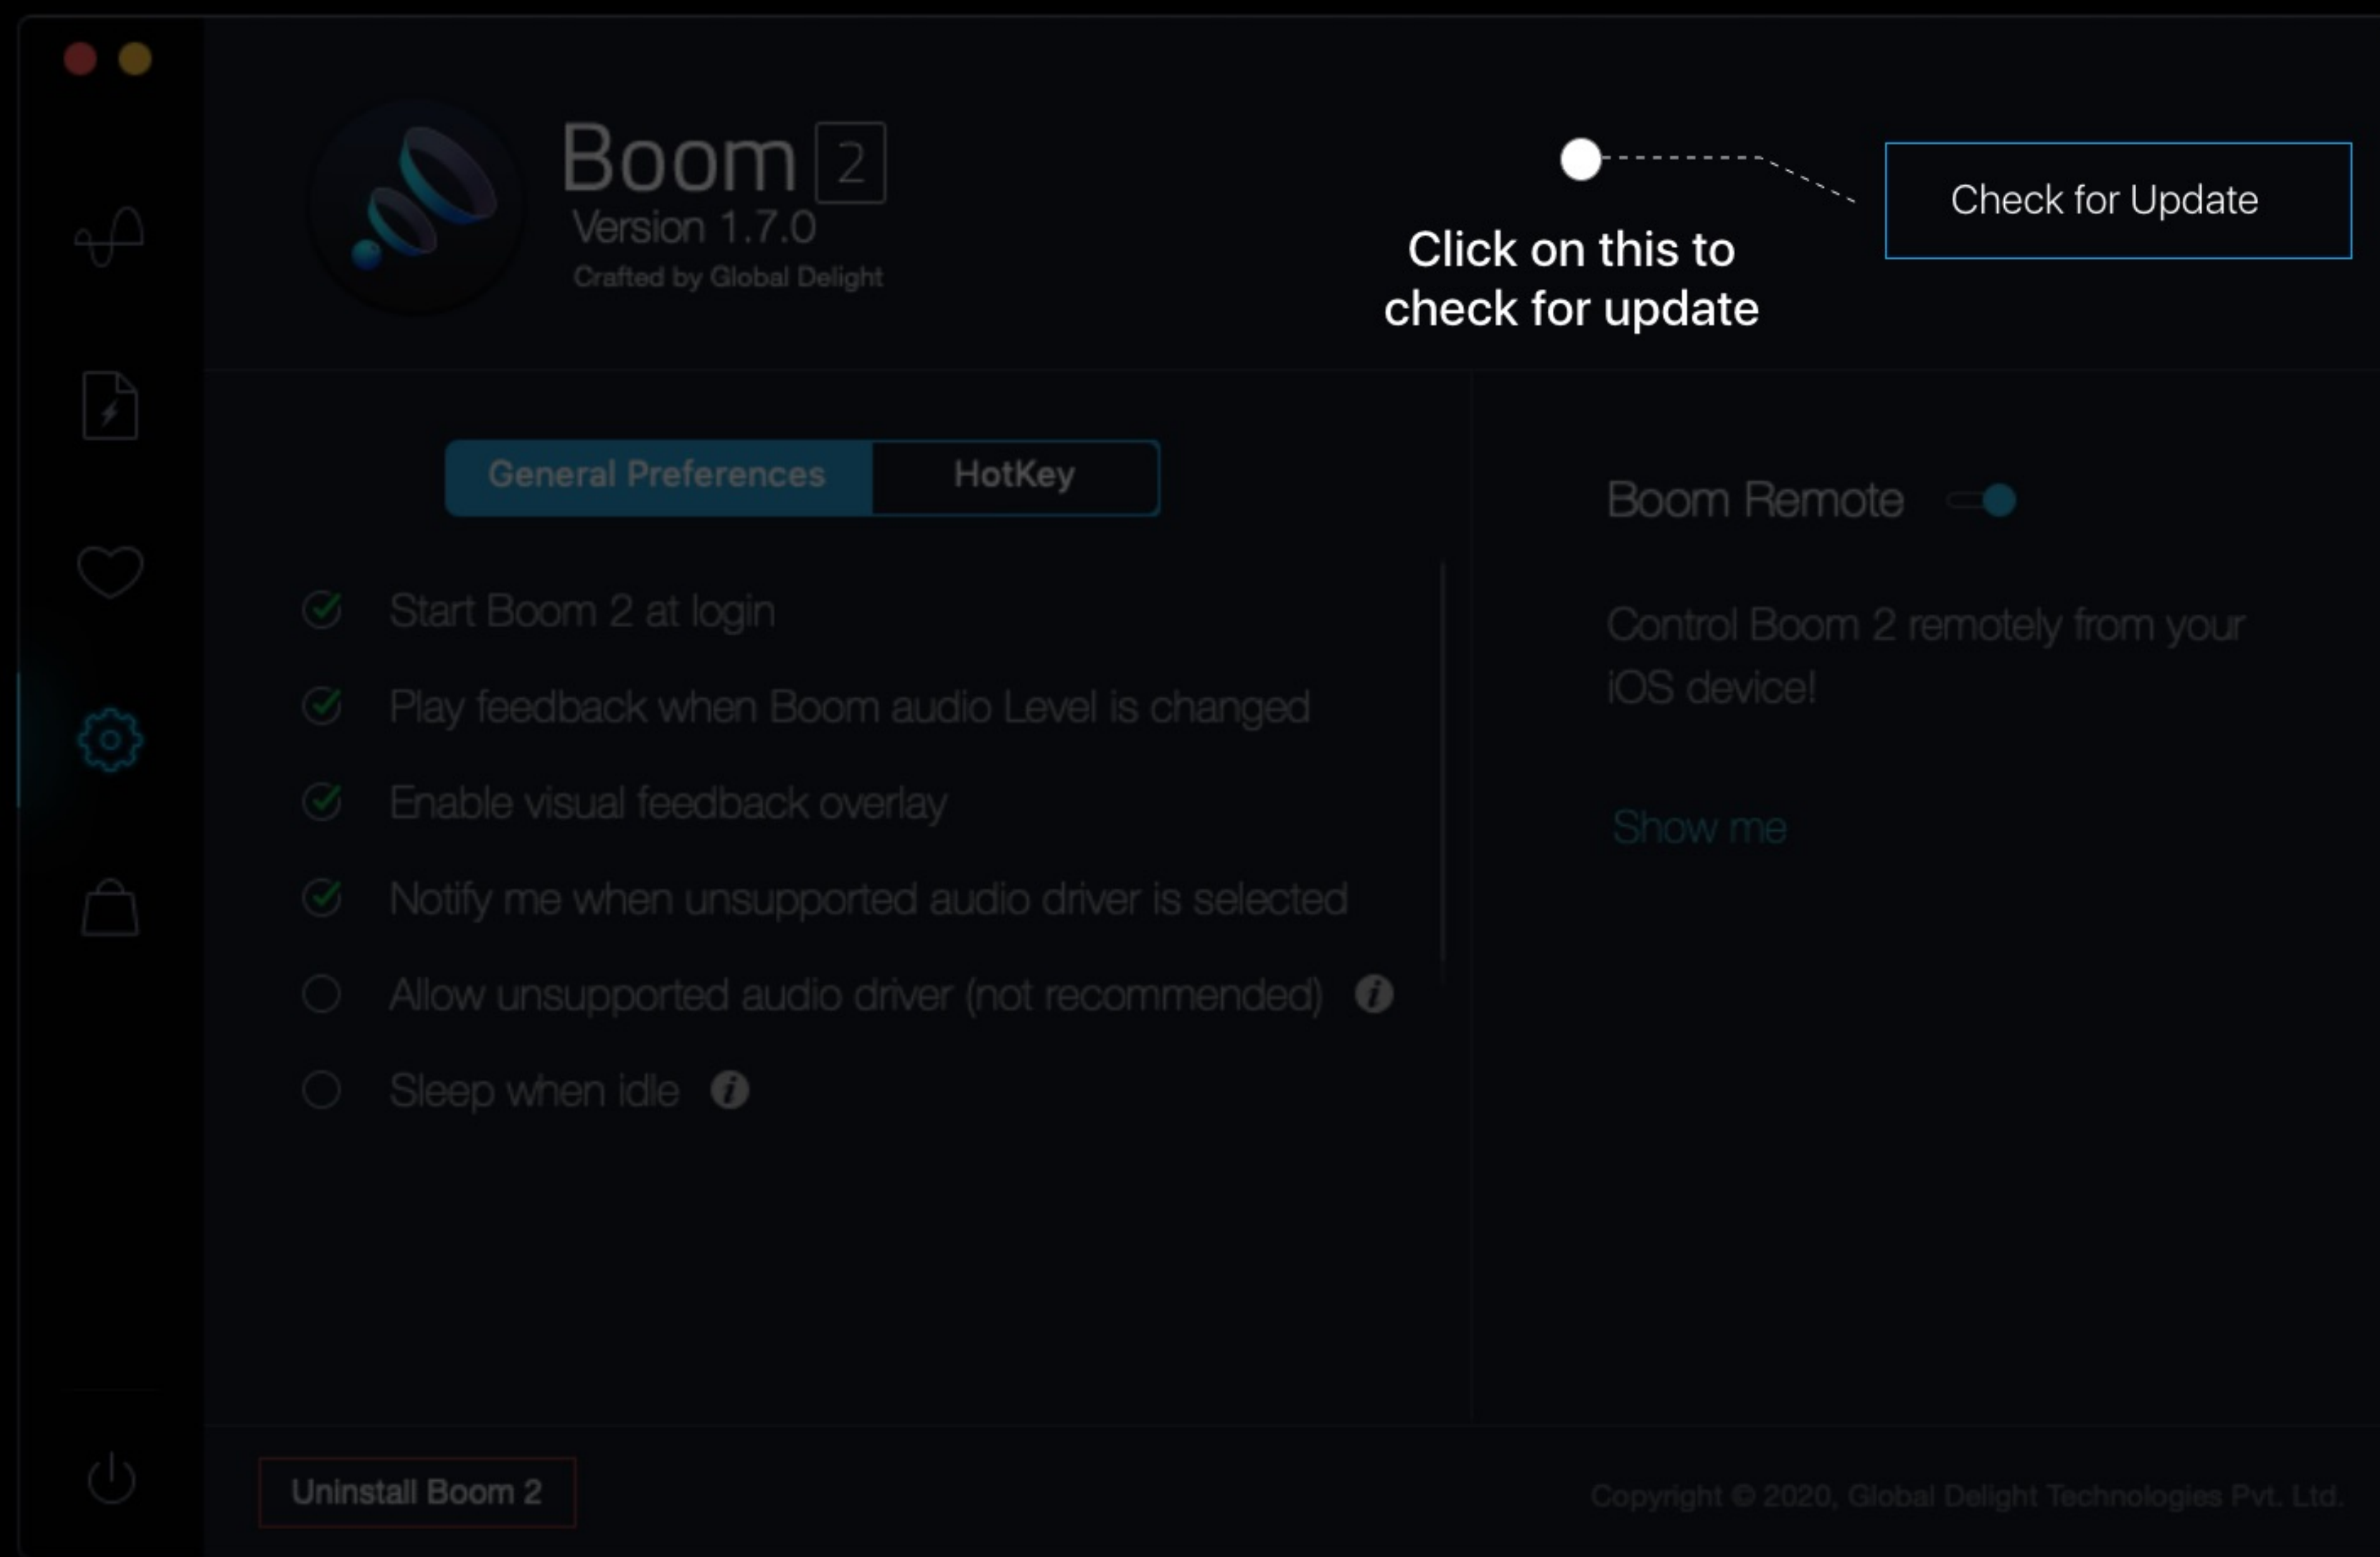 Boom 2
Version 1.7.0
Crafted by Global Delight
Check for Update
Click on this to
check for update
General Preferences
HotKey
Start Boom 2 at login
Play feedback when Boom audio Level is changed
Enable visual feedback overlay
Notify me when unsupported audio driver is selected
Allow unsupported audio driver (not recommended) i
Sleep when idle i
Boom Remote
Control Boom 2 remotely from your
iOS device!
Show me
Uninstall Boom 2
Copyright © 2020, Global Delight Technologies Pvt. Ltd.